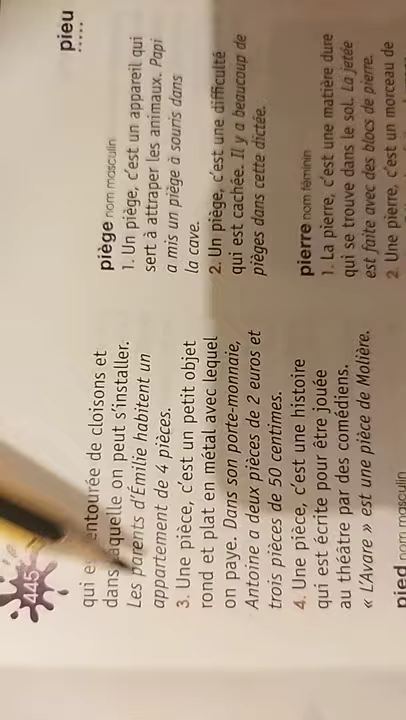 445
pieu
qui entourée de cloisons et
dans laquelle on peut s'installer.
Les parents d'Émilie habitent un
appartement de 4 pièces.
3. Une pièce, c'est un petit objet
rond et plat en métal avec lequel
on paye. Dans son porte-monnaie,
Antoine a deux pièces de 2 euros et
trois pièces de 50 centimes.
4. Une pièce, c'est une histoire
qui est écrite pour être jouée
au théâtre par des comédiens.
« L'Avare » est une pièce de Molière.
pied nom masculin
piège nom masculin
1. Un piège, c'est un appareil qui
sert à attraper les animaux. Papi
a mis un piège à souris dans
la cave.
2. Un piège, c'est une difficulté
qui est cachée. Il y a beaucoup de
pièges dans cette dictée.
pierre nom féminin
1. La pierre, c'est une matière dure
qui se trouve dans le sol. La jetée
est faite avec des blocs de pierre.
2. Une pierre, c'est un morceau de